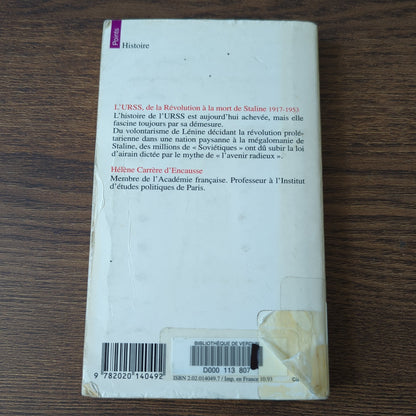 Points
Histoire
L'URSS, de la Révolution à la mort de Staline 1917-1953
L'histoire de l'URSS est aujourd'hui achevée, mais elle
fascine toujours par sa démesure.
Du volontarisme de Lénine décidant la révolution prolé-
tarienne dans une nation paysanne à la mégalomanie de
Staline, des millions de « Soviétiques » ont dû subir la loi
d'airain dictée par le mythe de « l'avenir radieux ».
Hélène Carrère d'Encausse
Membre de l'Académie française. Professeur à l'Institut
d'études politiques de Paris.
BIBLIOTHÈQUE DE
D000 113 807
9 782020 140492
ISBN 2.02.014049.7 / Imp. en France 10.93